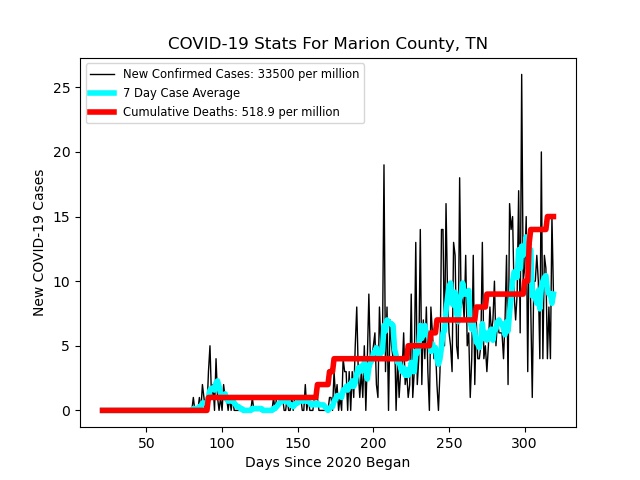 COVID-19 Stats For Marion County, TN
New Confirmed Cases: 33500 per million
7 Day Case Average
Cumulative Deaths: 518.9 per million
New COVID-19 Cases
25
20
15
10
5
0
50 100 150 200 250 300
Days Since 2020 Began